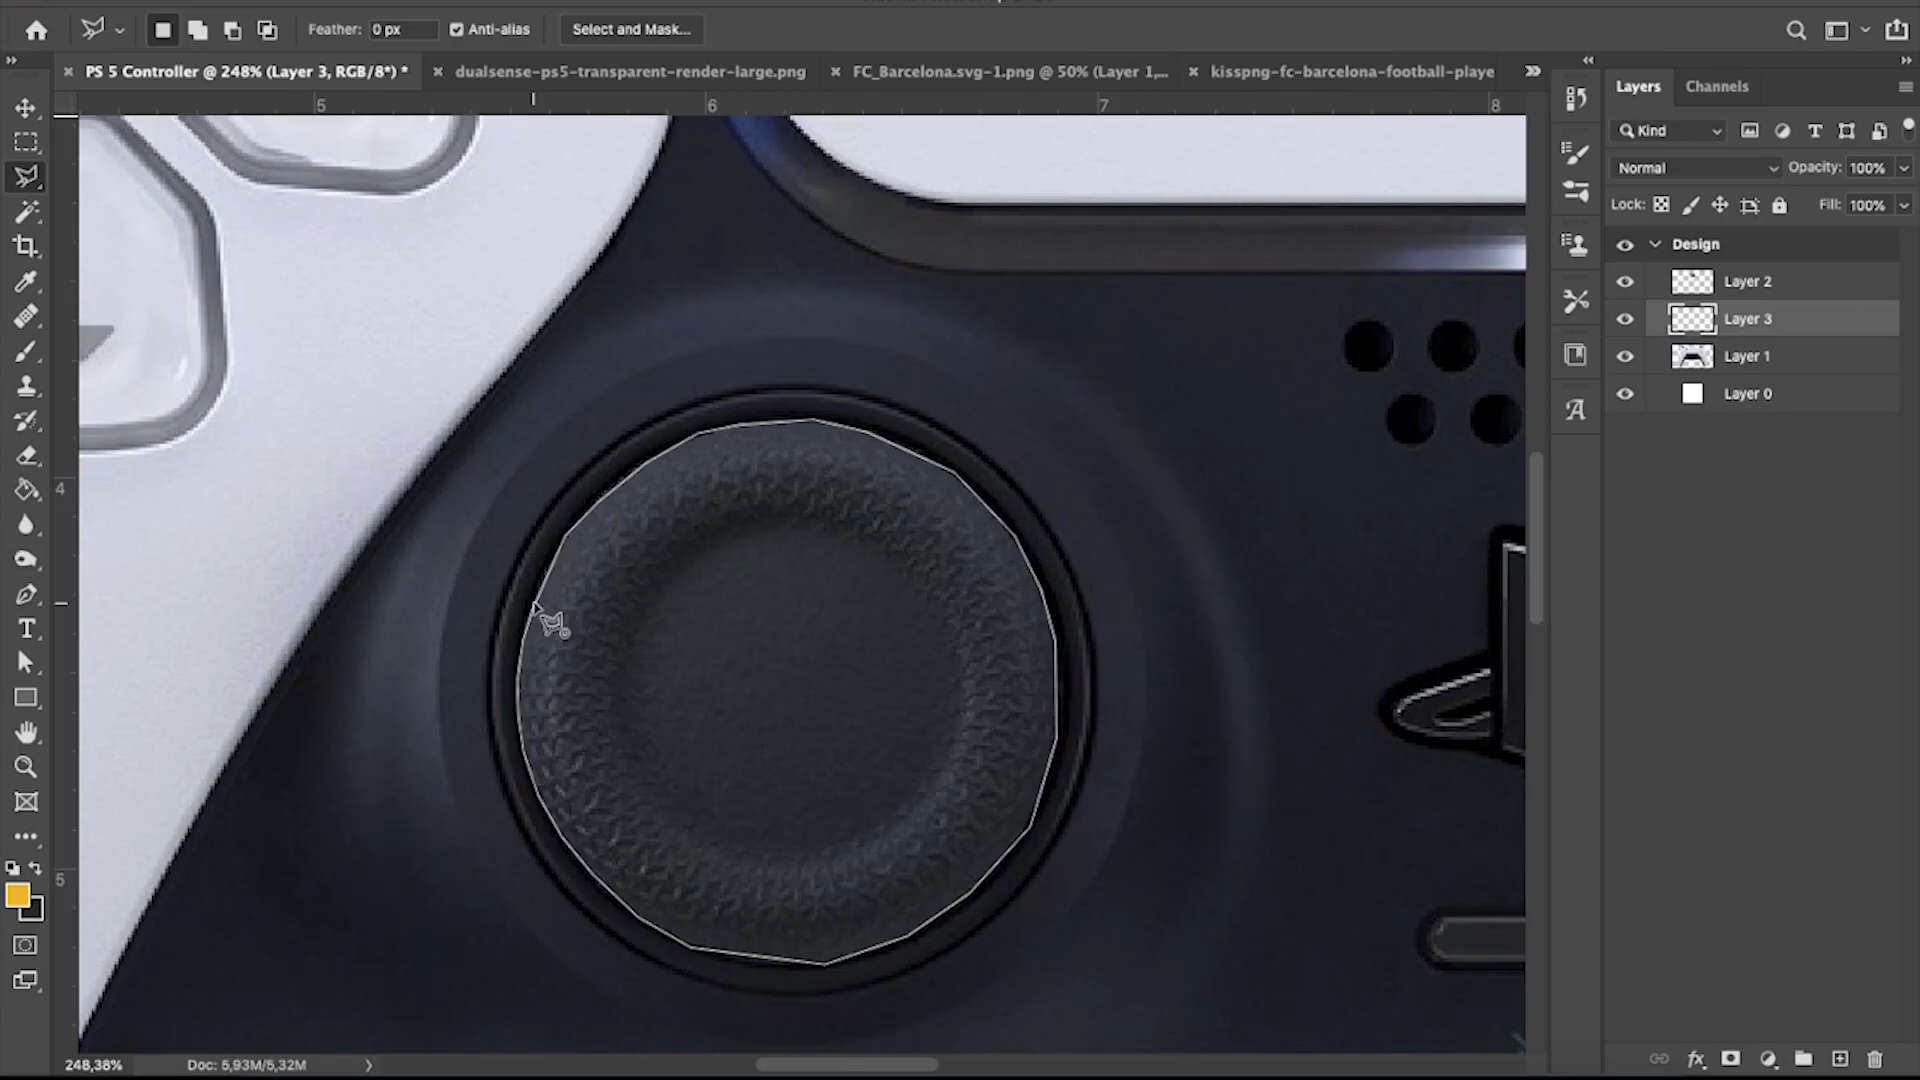 Feather: 0 px Anti-alias Select and Mask...
PS 5 Controller @ 248% (Layer 3, RGB/8*) * dualsense-ps5-transparent-render-large.png FC_Barcelona.svg-1.png @ 50% (Layer 1,... kisspng-fc-barcelona-football-playe
5 6 7 8
4
5
Layers Channels
Kind
Normal Opacity: 100%
Lock: Fill: 100%
Design
Layer 2
Layer 3
Layer 1
Layer 0
248,38% Doc: 5,93M/5,32M